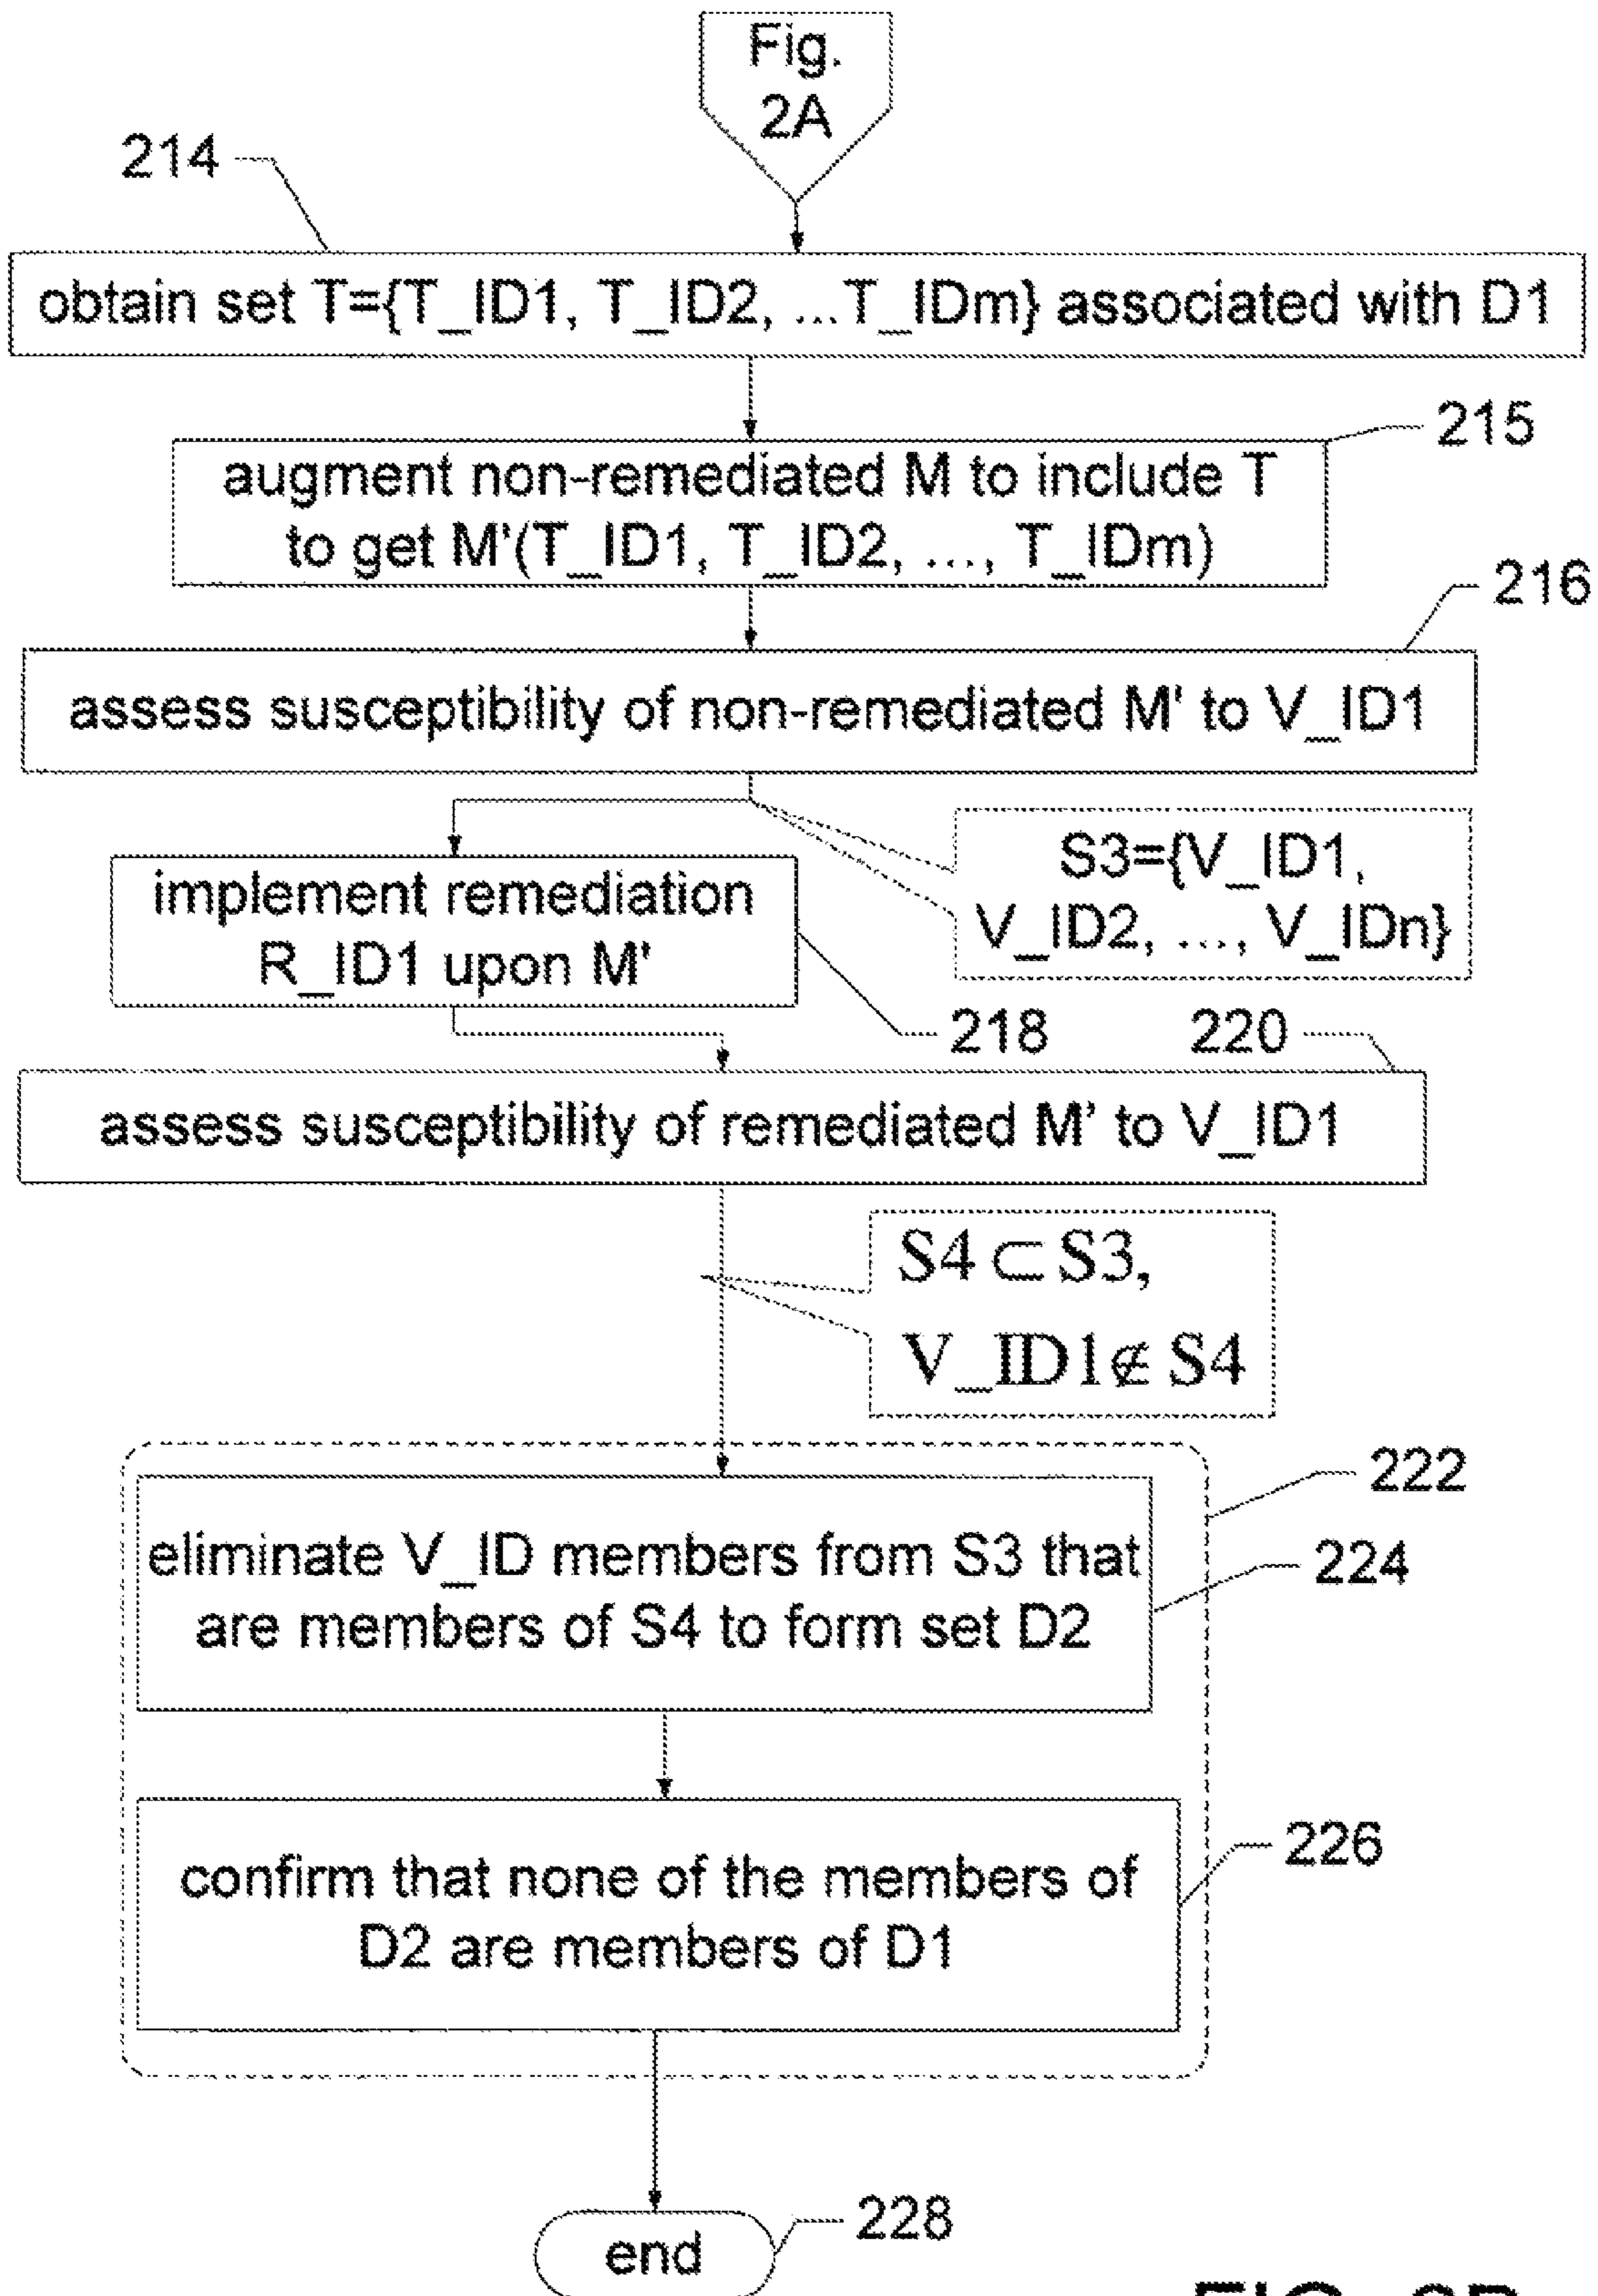 Fig.
2A
214
obtain set T={T_ID1, T_ID2, ...T_IDm} associated with D1
215
augment non-remediated M to include T
to get M'(T_ID1, T_ID2, ..., T_IDm)
216
assess susceptibility of non-remediated M' to V_ID1
S3={V_ID1,
V_ID2, ..., V_IDn}
implement remediation
R_ID1 upon M'
218
220
assess susceptibility of remediated M' to V_ID1
S4 ⊂ S3,
V_ID1∉ S4
222
eliminate V_ID members from S3 that
are members of S4 to form set D2
224
confirm that none of the members of
D2 are members of D1
226
end
228